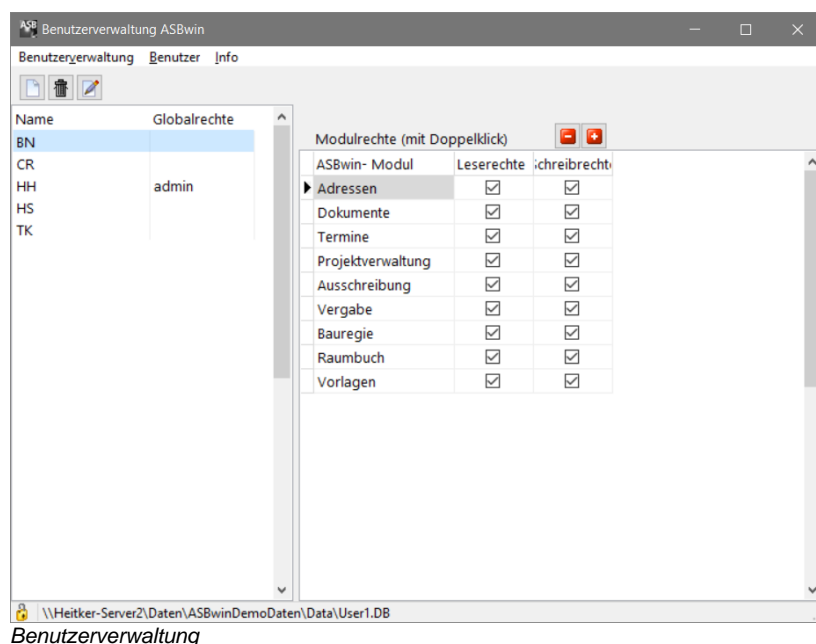 ASB Benutzerverwaltung ASBwin
Benutzerverwaltung Benutzer Info
Name Globalrechte
BN
CR
HH admin
HS
TK
Modulrechte (mit Doppelklick)
ASBwin- Modul Leserechte Schreibrechte
Adressen
Dokumente
Termine
Projektverwaltung
Ausschreibung
Vergabe
Bauregie
Raumbuch
Vorlagen
\\Heitker-Server2\Daten\ASBwinDemoDaten\Data\User1.DB
Benutzerverwaltung